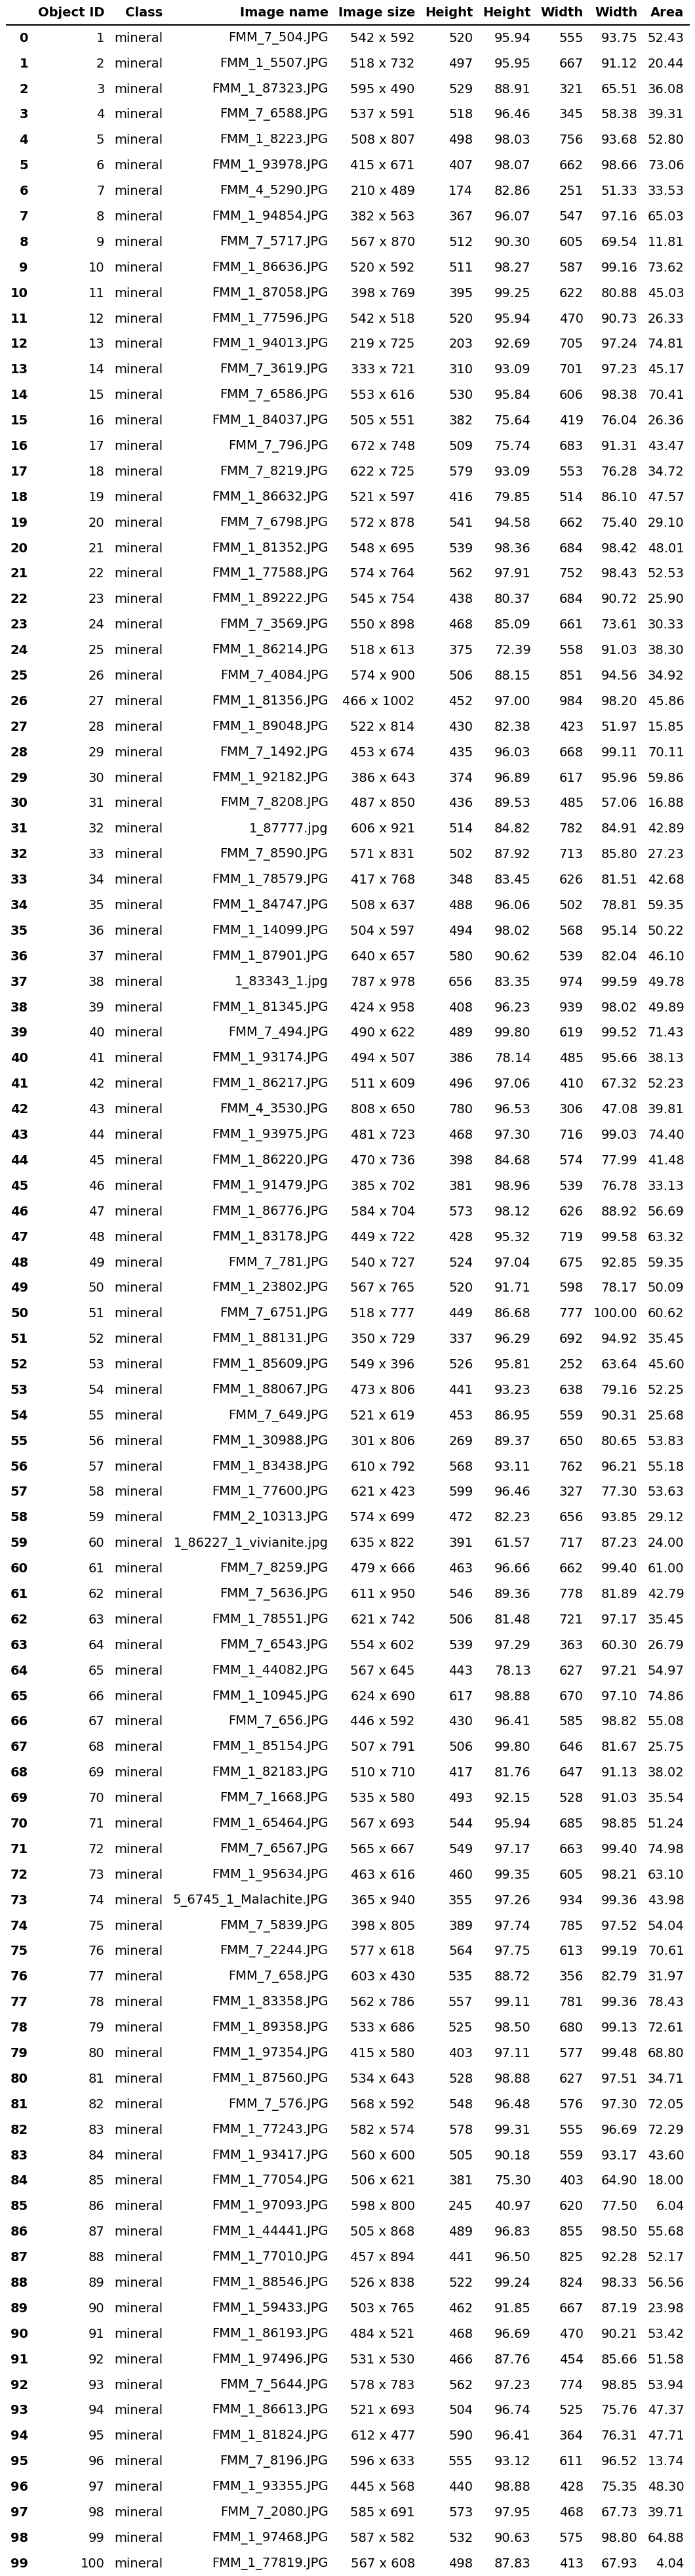 Object ID Class Image name Image size Height Height Width Width Area
0 1 mineral FMM_7_504.JPG 542 x 592 520 95.94 555 93.75 52.43
1 2 mineral FMM_1_5507.JPG 518 x 732 497 95.95 667 91.12 20.44
2 3 mineral FMM_1_87323.JPG 595 x 490 529 88.91 321 65.51 36.08
3 4 mineral FMM_7_6588.JPG 537 x 591 518 96.46 345 58.38 39.31
4 5 mineral FMM_1_8223.JPG 508 x 807 498 98.03 756 93.68 52.80
5 6 mineral FMM_1_93978.JPG 415 x 671 407 98.07 662 98.66 73.06
6 7 mineral FMM_4_5290.JPG 210 x 489 174 82.86 251 51.33 33.53
7 8 mineral FMM_1_94854.JPG 382 x 563 367 96.07 547 97.16 65.03
8 9 mineral FMM_7_5717.JPG 567 x 870 512 90.30 605 69.54 11.81
9 10 mineral FMM_1_86636.JPG 520 x 592 511 98.27 587 99.16 73.62
10 11 mineral FMM_1_87058.JPG 398 x 769 395 99.25 622 80.88 45.03
11 12 mineral FMM_1_77596.JPG 542 x 518 520 95.94 470 90.73 26.33
12 13 mineral FMM_1_94013.JPG 219 x 725 203 92.69 705 97.24 74.81
13 14 mineral FMM_7_3619.JPG 333 x 721 310 93.09 701 97.23 45.17
14 15 mineral FMM_7_6586.JPG 553 x 616 530 95.84 606 98.38 70.41
15 16 mineral FMM_1_84037.JPG 505 x 551 382 75.64 419 76.04 26.36
16 17 mineral FMM_7_796.JPG 672 x 748 509 75.74 683 91.31 43.47
17 18 mineral FMM_7_8219.JPG 622 x 725 579 93.09 553 76.28 34.72
18 19 mineral FMM_1_86632.JPG 521 x 597 416 79.85 514 86.10 47.57
19 20 mineral FMM_7_6798.JPG 572 x 878 541 94.58 662 75.40 29.10
20 21 mineral FMM_1_81352.JPG 548 x 695 539 98.36 684 98.42 48.01
21 22 mineral FMM_1_77588.JPG 574 x 764 562 97.91 752 98.43 52.53
22 23 mineral FMM_1_89222.JPG 545 x 754 438 80.37 684 90.72 25.90
23 24 mineral FMM_7_3569.JPG 550 x 898 468 85.09 661 73.61 30.33
24 25 mineral FMM_1_86214.JPG 518 x 613 375 72.39 558 91.03 38.30
25 26 mineral FMM_7_4084.JPG 574 x 900 506 88.15 851 94.56 34.92
26 27 mineral FMM_1_81356.JPG 466 x 1002 452 97.00 984 98.20 45.86
27 28 mineral FMM_1_89048.JPG 522 x 814 430 82.38 423 51.97 15.85
28 29 mineral FMM_7_1492.JPG 453 x 674 435 96.03 668 99.11 70.11
29 30 mineral FMM_1_92182.JPG 386 x 643 374 96.89 617 95.96 59.86
30 31 mineral FMM_7_8208.JPG 487 x 850 436 89.53 485 57.06 16.88
31 32 mineral 1_87777.jpg 606 x 921 514 84.82 782 84.91 42.89
32 33 mineral FMM_7_8590.JPG 571 x 831 502 87.92 713 85.80 27.23
33 34 mineral FMM_1_78579.JPG 417 x 768 348 83.45 626 81.51 42.68
34 35 mineral FMM_1_84747.JPG 508 x 637 488 96.06 502 78.81 59.35
35 36 mineral FMM_1_14099.JPG 504 x 597 494 98.02 568 95.14 50.22
36 37 mineral FMM_1_87901.JPG 640 x 657 580 90.62 539 82.04 46.10
37 38 mineral 1_83343_1.jpg 787 x 978 656 83.35 974 99.59 49.78
38 39 mineral FMM_1_81345.JPG 424 x 958 408 96.23 939 98.02 49.89
39 40 mineral FMM_7_494.JPG 490 x 622 489 99.80 619 99.52 71.43
40 41 mineral FMM_1_93174.JPG 494 x 507 386 78.14 485 95.66 38.13
41 42 mineral FMM_1_86217.JPG 511 x 609 496 97.06 410 67.32 52.23
42 43 mineral FMM_4_3530.JPG 808 x 650 780 96.53 306 47.08 39.81
43 44 mineral FMM_1_93975.JPG 481 x 723 468 97.30 716 99.03 74.40
44 45 mineral FMM_1_86220.JPG 470 x 736 398 84.68 574 77.99 41.48
45 46 mineral FMM_1_91479.JPG 385 x 702 381 98.96 539 76.78 33.13
46 47 mineral FMM_1_86776.JPG 584 x 704 573 98.12 626 88.92 56.69
47 48 mineral FMM_1_83178.JPG 449 x 722 428 95.32 719 99.58 63.32
48 49 mineral FMM_7_781.JPG 540 x 727 524 97.04 675 92.85 59.35
49 50 mineral FMM_1_23802.JPG 567 x 765 520 91.71 598 78.17 50.09
50 51 mineral FMM_7_6751.JPG 518 x 777 449 86.68 777 100.00 60.62
51 52 mineral FMM_1_88131.JPG 350 x 729 337 96.29 692 94.92 35.45
52 53 mineral FMM_1_85609.JPG 549 x 396 526 95.81 252 63.64 45.60
53 54 mineral FMM_1_88067.JPG 473 x 806 441 93.23 638 79.16 52.25
54 55 mineral FMM_7_649.JPG 521 x 619 453 86.95 559 90.31 25.68
55 56 mineral FMM_1_30988.JPG 301 x 806 269 89.37 650 80.65 53.83
56 57 mineral FMM_1_83438.JPG 610 x 792 568 93.11 762 96.21 55.18
57 58 mineral FMM_1_77600.JPG 621 x 423 599 96.46 327 77.30 53.63
58 59 mineral FMM_2_10313.JPG 574 x 699 472 82.23 656 93.85 29.12
59 60 mineral 1_86227_1_vivianite.jpg 635 x 822 391 61.57 717 87.23 24.00
60 61 mineral FMM_7_8259.JPG 479 x 666 463 96.66 662 99.40 61.00
61 62 mineral FMM_7_5636.JPG 611 x 950 546 89.36 778 81.89 42.79
62 63 mineral FMM_1_78551.JPG 621 x 742 506 81.48 721 97.17 35.45
63 64 mineral FMM_7_6543.JPG 554 x 602 539 97.29 363 60.30 26.79
64 65 mineral FMM_1_44082.JPG 567 x 645 443 78.13 627 97.21 54.97
65 66 mineral FMM_1_10945.JPG 624 x 690 617 98.88 670 97.10 74.86
66 67 mineral FMM_7_656.JPG 446 x 592 430 96.41 585 98.82 55.08
67 68 mineral FMM_1_85154.JPG 507 x 791 506 99.80 646 81.67 25.75
68 69 mineral FMM_1_82183.JPG 510 x 710 417 81.76 647 91.13 38.02
69 70 mineral FMM_7_1668.JPG 535 x 580 493 92.15 528 91.03 35.54
70 71 mineral FMM_1_65464.JPG 567 x 693 544 95.94 685 98.85 51.24
71 72 mineral FMM_7_6567.JPG 565 x 667 549 97.17 663 99.40 74.98
72 73 mineral FMM_1_95634.JPG 463 x 616 460 99.35 605 98.21 63.10
73 74 mineral 5_6745_1_Malachite.JPG 365 x 940 355 97.26 934 99.36 43.98
74 75 mineral FMM_7_5839.JPG 398 x 805 389 97.74 785 97.52 54.04
75 76 mineral FMM_7_2244.JPG 577 x 618 564 97.75 613 99.19 70.61
76 77 mineral FMM_7_658.JPG 603 x 430 535 88.72 356 82.79 31.97
77 78 mineral FMM_1_83358.JPG 562 x 786 557 99.11 781 99.36 78.43
78 79 mineral FMM_1_89358.JPG 533 x 686 525 98.50 680 99.13 72.61
79 80 mineral FMM_1_97354.JPG 415 x 580 403 97.11 577 99.48 68.80
80 81 mineral FMM_1_87560.JPG 534 x 643 528 98.88 627 97.51 34.71
81 82 mineral FMM_7_576.JPG 568 x 592 548 96.48 576 97.30 72.05
82 83 mineral FMM_1_77243.JPG 582 x 574 578 99.31 555 96.69 72.29
83 84 mineral FMM_1_93417.JPG 560 x 600 505 90.18 559 93.17 43.60
84 85 mineral FMM_1_77054.JPG 506 x 621 381 75.30 403 64.90 18.00
85 86 mineral FMM_1_97093.JPG 598 x 800 245 40.97 620 77.50 6.04
86 87 mineral FMM_1_44441.JPG 505 x 868 489 96.83 855 98.50 55.68
87 88 mineral FMM_1_77010.JPG 457 x 894 441 96.50 825 92.28 52.17
88 89 mineral FMM_1_88546.JPG 526 x 838 522 99.24 824 98.33 56.56
89 90 mineral FMM_1_59433.JPG 503 x 765 462 91.85 667 87.19 23.98
90 91 mineral FMM_1_86193.JPG 484 x 521 468 96.69 470 90.21 53.42
91 92 mineral FMM_1_97496.JPG 531 x 530 466 87.76 454 85.66 51.58
92 93 mineral FMM_7_5644.JPG 578 x 783 562 97.23 774 98.85 53.94
93 94 mineral FMM_1_86613.JPG 521 x 693 504 96.74 525 75.76 47.37
94 95 mineral FMM_1_81824.JPG 612 x 477 590 96.41 364 76.31 47.71
95 96 mineral FMM_7_8196.JPG 596 x 633 555 93.12 611 96.52 13.74
96 97 mineral FMM_1_93355.JPG 445 x 568 440 98.88 428 75.35 48.30
97 98 mineral FMM_7_2080.JPG 585 x 691 573 97.95 468 67.73 39.71
98 99 mineral FMM_1_97468.JPG 587 x 582 532 90.63 575 98.80 64.88
99 100 mineral FMM_1_77819.JPG 567 x 608 498 87.83 413 67.93 4.04